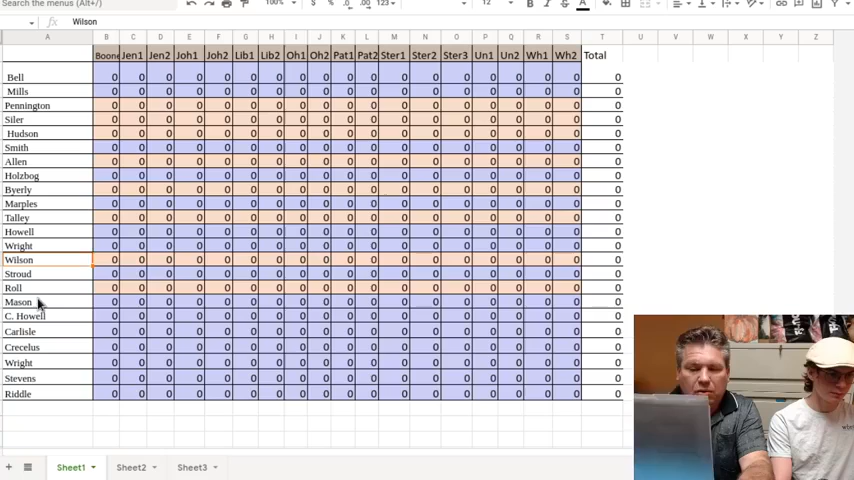 Search the menus (Alt+/) 100% $ % .0 .00 123 12 B
fx Wilson
A B C D E F G H I J K L M N O P Q R S T U V W X Y Z
Boone Jen1 Jen2 Joh1 Joh2 Lib1 Lib2 Oh1 Oh2 Pat1 Pat2 Ster1 Ster2 Ster3 Un1 Un2 Wh1 Wh2 Total
Bell 0 0 0 0 0 0 0 0 0 0 0 0 0 0 0 0 0 0 0
Mills 0 0 0 0 0 0 0 0 0 0 0 0 0 0 0 0 0 0 0
Pennington 0 0 0 0 0 0 0 0 0 0 0 0 0 0 0 0 0 0 0
Siler 0 0 0 0 0 0 0 0 0 0 0 0 0 0 0 0 0 0 0
Hudson 0 0 0 0 0 0 0 0 0 0 0 0 0 0 0 0 0 0 0
Smith 0 0 0 0 0 0 0 0 0 0 0 0 0 0 0 0 0 0 0
Allen 0 0 0 0 0 0 0 0 0 0 0 0 0 0 0 0 0 0 0
Holzbog 0 0 0 0 0 0 0 0 0 0 0 0 0 0 0 0 0 0 0
Byerly 0 0 0 0 0 0 0 0 0 0 0 0 0 0 0 0 0 0 0
Marples 0 0 0 0 0 0 0 0 0 0 0 0 0 0 0 0 0 0 0
Talley 0 0 0 0 0 0 0 0 0 0 0 0 0 0 0 0 0 0 0
Howell 0 0 0 0 0 0 0 0 0 0 0 0 0 0 0 0 0 0 0
Wright 0 0 0 0 0 0 0 0 0 0 0 0 0 0 0 0 0 0 0
Wilson 0 0 0 0 0 0 0 0 0 0 0 0 0 0 0 0 0 0 0
Stroud 0 0 0 0 0 0 0 0 0 0 0 0 0 0 0 0 0 0 0
Roll 0 0 0 0 0 0 0 0 0 0 0 0 0 0 0 0 0 0 0
Mason 0 0 0 0 0 0 0 0 0 0 0 0 0 0 0 0 0 0 0
C. Howell 0 0 0 0 0 0 0 0 0 0 0 0 0 0 0 0 0 0 0
Carlisle 0 0 0 0 0 0 0 0 0 0 0 0 0 0 0 0 0 0 0
Crecelus 0 0 0 0 0 0 0 0 0 0 0 0 0 0 0 0 0 0 0
Wright 0 0 0 0 0 0 0 0 0 0 0 0 0 0 0 0 0 0 0
Stevens 0 0 0 0 0 0 0 0 0 0 0 0 0 0 0 0 0 0 0
Riddle 0 0 0 0 0 0 0 0 0 0 0 0 0 0 0 0 0 0 0
+ Sheet1 Sheet2 Sheet3